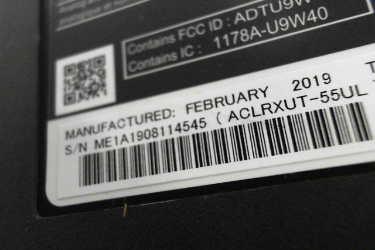 Contains FCC ID : ADTU9W
Contains IC : 1178A-U9W40
MANUFACTURED: FEBRUARY 2019
S/N ME1A1908114545 ( ACLRXUT-55UL